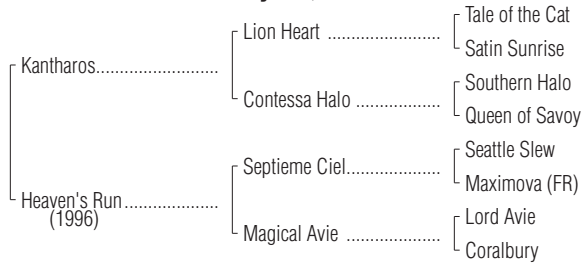 Tale of the Cat
Lion Heart ........................
Satin Sunrise
Kantharos..........................
Southern Halo
Contessa Halo ..................
Queen of Savoy
Seattle Slew
Septieme Ciel....................
Maximova (FR)
Heaven's Run....................
(1996)
Lord Avie
Magical Avie ....................
Coralbury